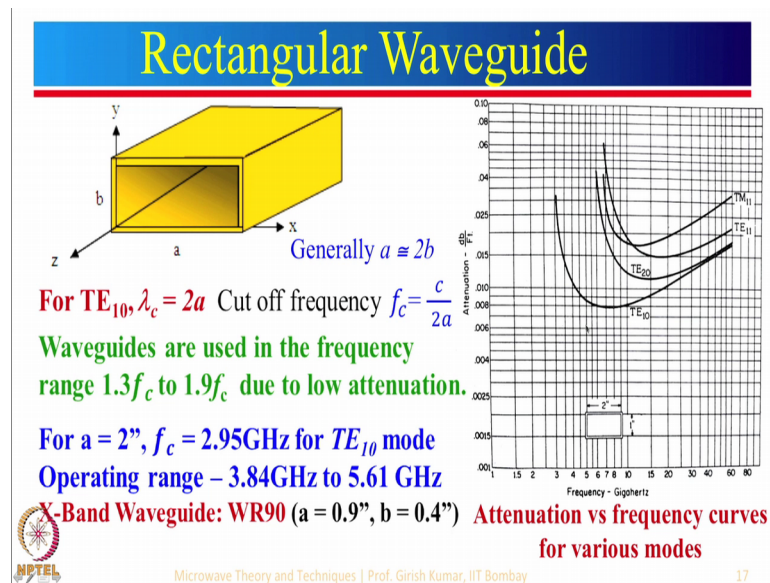 Rectangular Waveguide
y
b
x
z
a
Generally a ≅ 2b
For TE10, λc = 2a Cut off frequency fc= c/2a
Waveguides are used in the frequency
range 1.3fc to 1.9fc due to low attenuation.
For a = 2”, fc = 2.95GHz for TE10 mode
Operating range – 3.84GHz to 5.61 GHz
X-Band Waveguide: WR90 (a = 0.9”, b = 0.4”)
0.10
.08
.06
.04
.025
.015
.010
.008
.006
.004
.0025
.0015
.001
Attenuation - db/Ft.
TM11
TE11
TE20
TE10
2"
1"
1 1.5 2 3 4 5 6 7 8 10 15 20 30 40 60 80
Frequency - Gigahertz
Attenuation vs frequency curves
for various modes
NPTEL
Microwave Theory and Techniques | Prof. Girish Kumar, IIT Bombay
17